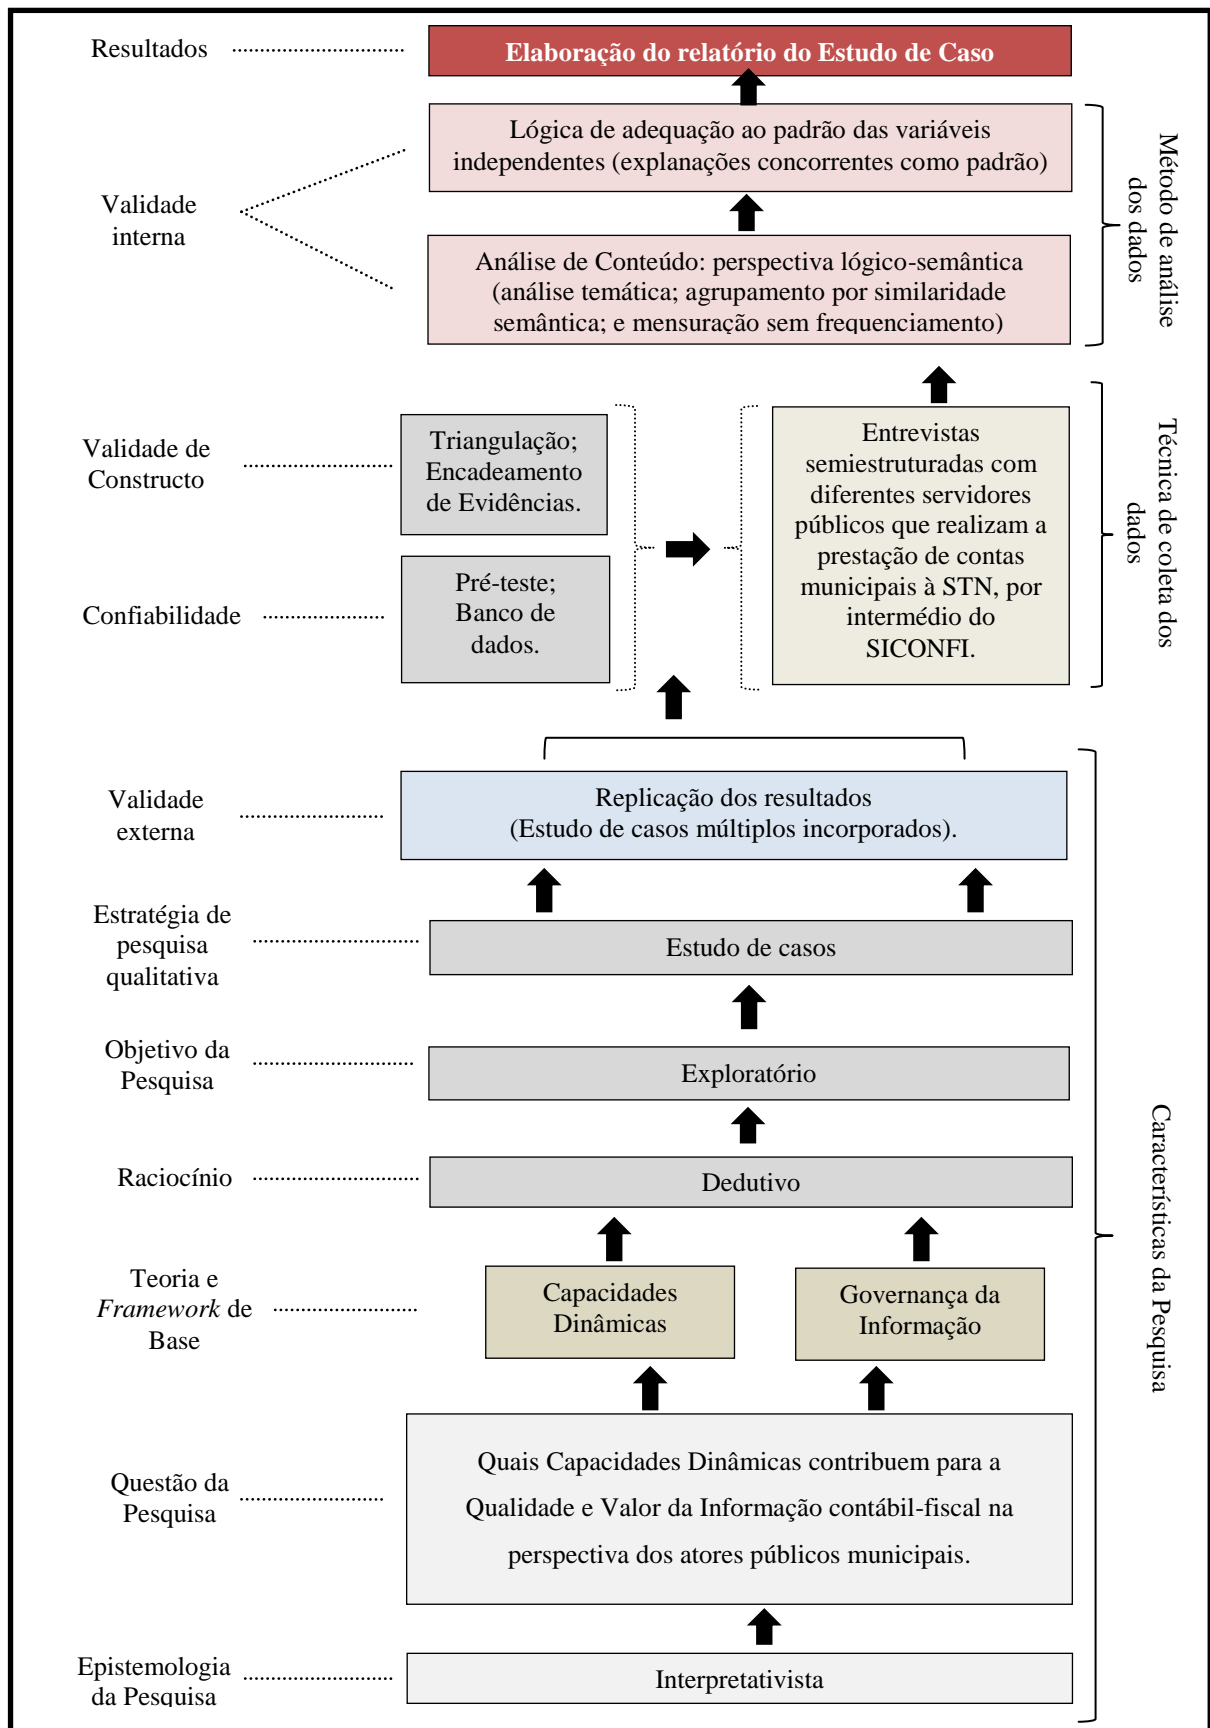 Resultados
Elaboração do relatório do Estudo de Caso
Lógica de adequação ao padrão das variáveis
independentes (explanações concorrentes como padrão)
Validade
interna
Análise de Conteúdo: perspectiva lógico-semântica
(análise temática; agrupamento por similaridade
semântica; e mensuração sem frequenciamento)
Método de análise
dos dados
Validade de
Constructo
Triangulação;
Encadeamento
de Evidências.
Confiabilidade
Pré-teste;
Banco de
dados.
Entrevistas
semiestruturadas com
diferentes servidores
públicos que realizam a
prestação de contas
municipais à STN, por
intermédio do
SICONFI.
Técnica de coleta dos
dados
Validade
externa
Replicação dos resultados
(Estudo de casos múltiplos incorporados).
Estratégia de
pesquisa
qualitativa
Estudo de casos
Objetivo da
Pesquisa
Exploratório
Raciocínio
Dedutivo
Teoria e
Framework de
Base
Capacidades
Dinâmicas
Governança da
Informação
Características da Pesquisa
Questão da
Pesquisa
Quais Capacidades Dinâmicas contribuem para a
Qualidade e Valor da Informação contábil-fiscal na
perspectiva dos atores públicos municipais.
Epistemologia
da Pesquisa
Interpretativista